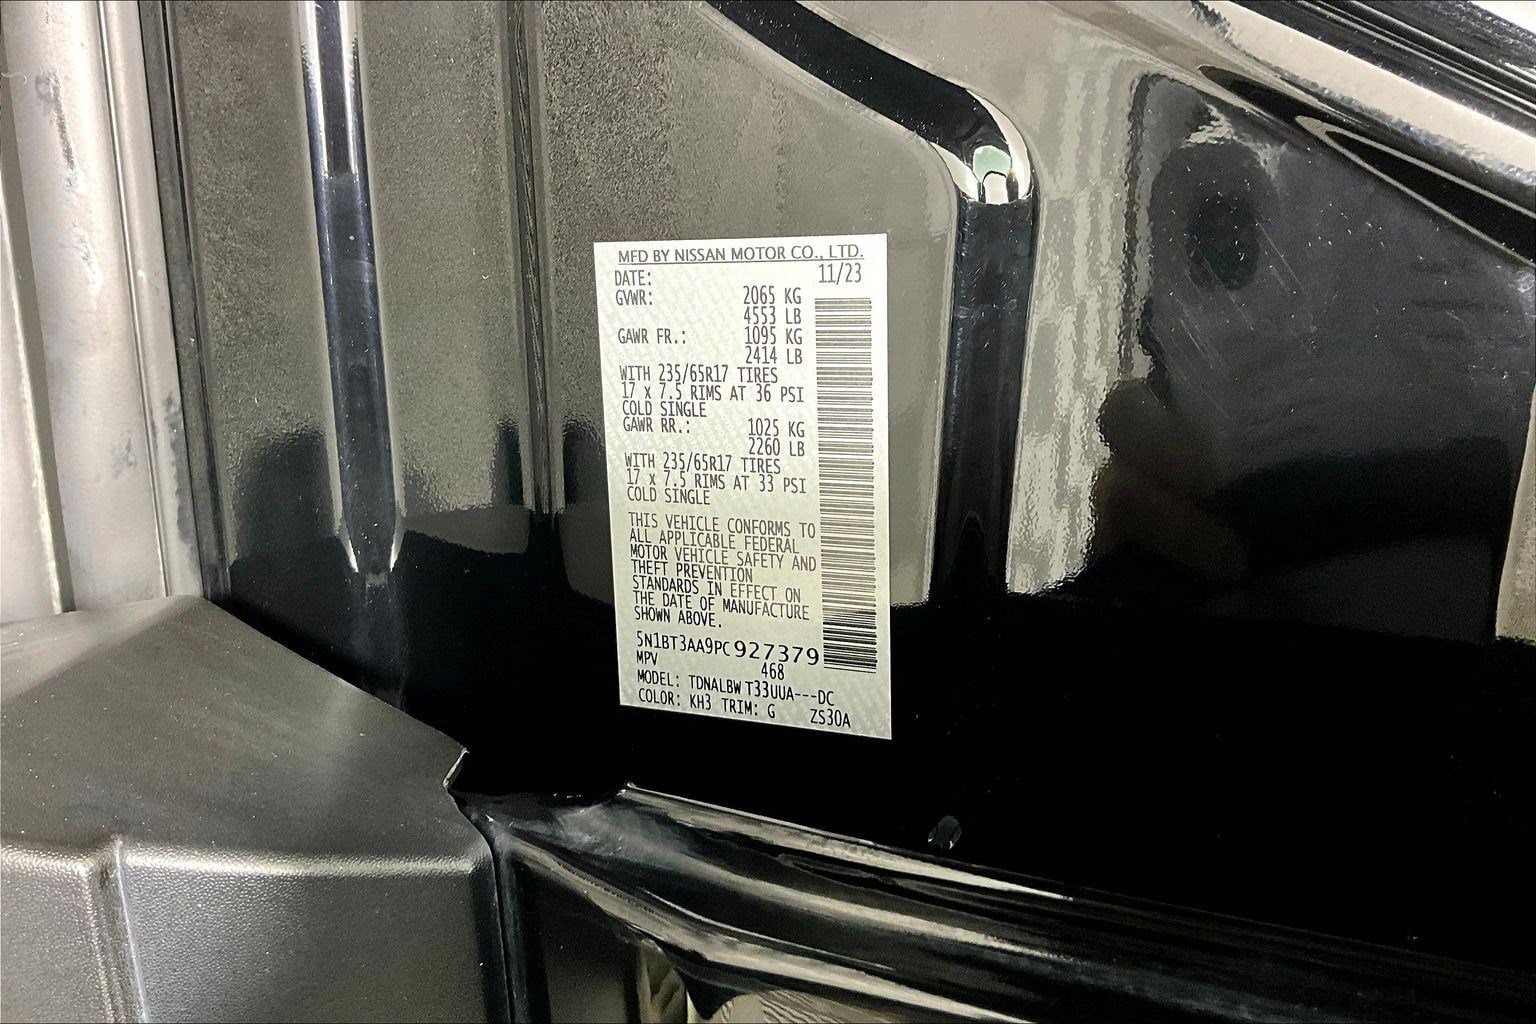 MFD BY NISSAN MOTOR CO., LTD.
DATE: 11/23
GVWR: 2065 KG
4553 LB
GAWR FR.: 1095 KG
2414 LB
WITH 235/65R17 TIRES
17 x 7.5 RIMS AT 36 PSI
COLD SINGLE
GAWR RR.: 1025 KG
2260 LB
WITH 235/65R17 TIRES
17 x 7.5 RIMS AT 33 PSI
COLD SINGLE
THIS VEHICLE CONFORMS TO
ALL APPLICABLE FEDERAL
MOTOR VEHICLE SAFETY AND
THEFT PREVENTION
STANDARDS IN EFFECT ON
THE DATE OF MANUFACTURE
SHOWN ABOVE.
5N1BT3AA9PC927379
MPV 468
MODEL: TDNALBW T33UUA---DC
COLOR: KH3 TRIM: G ZS30A